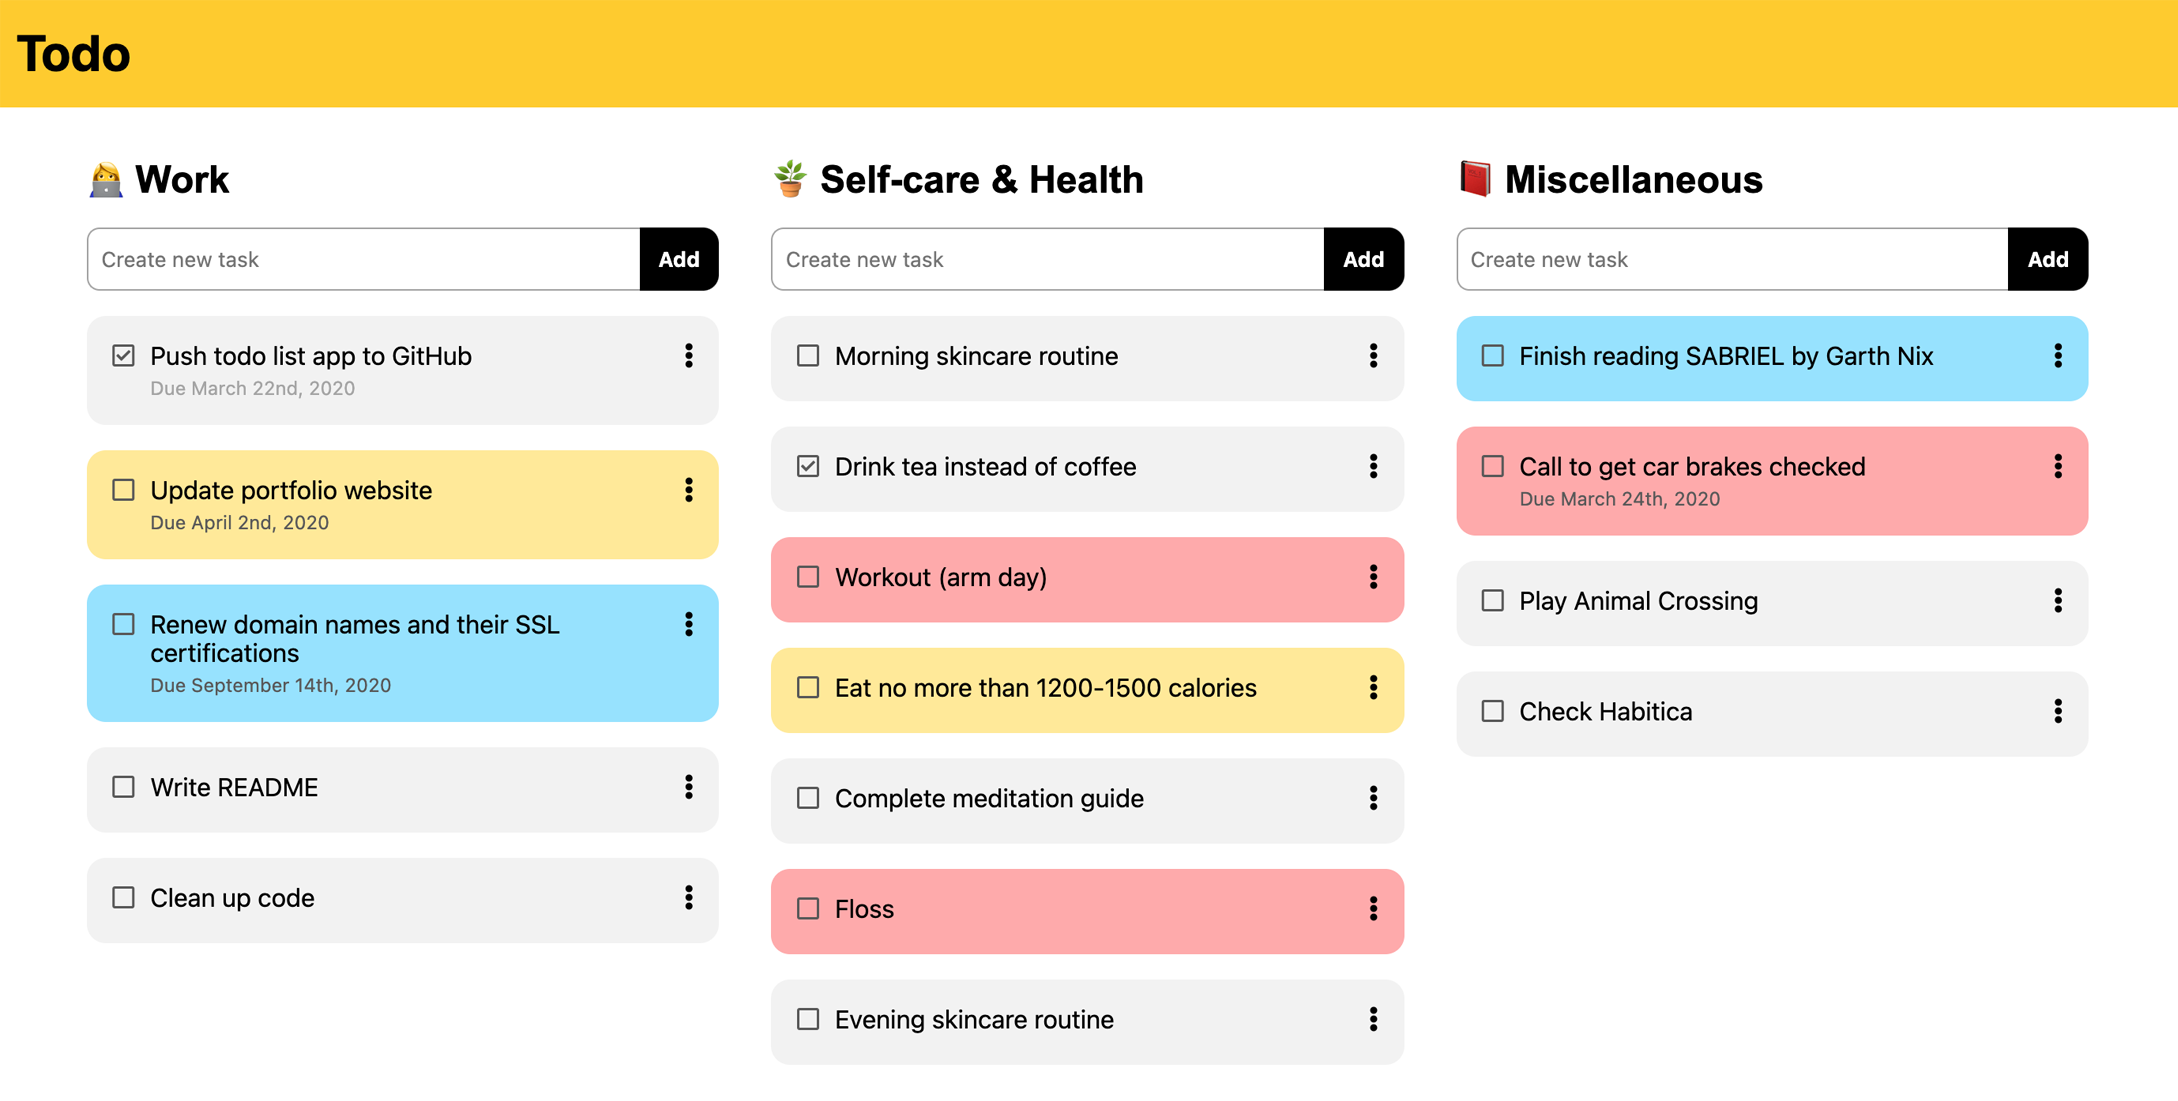 Todo
Work
Create new task
Add
Push todo list app to GitHub
Due March 22nd, 2020
Update portfolio website
Due April 2nd, 2020
Renew domain names and their SSL
certifications
Due September 14th, 2020
Write README
Clean up code
Self-care & Health
Create new task
Add
Morning skincare routine
Drink tea instead of coffee
Workout (arm day)
Eat no more than 1200-1500 calories
Complete meditation guide
Floss
Evening skincare routine
Miscellaneous
Create new task
Add
Finish reading SABRIEL by Garth Nix
Call to get car brakes checked
Due March 24th, 2020
Play Animal Crossing
Check Habitica